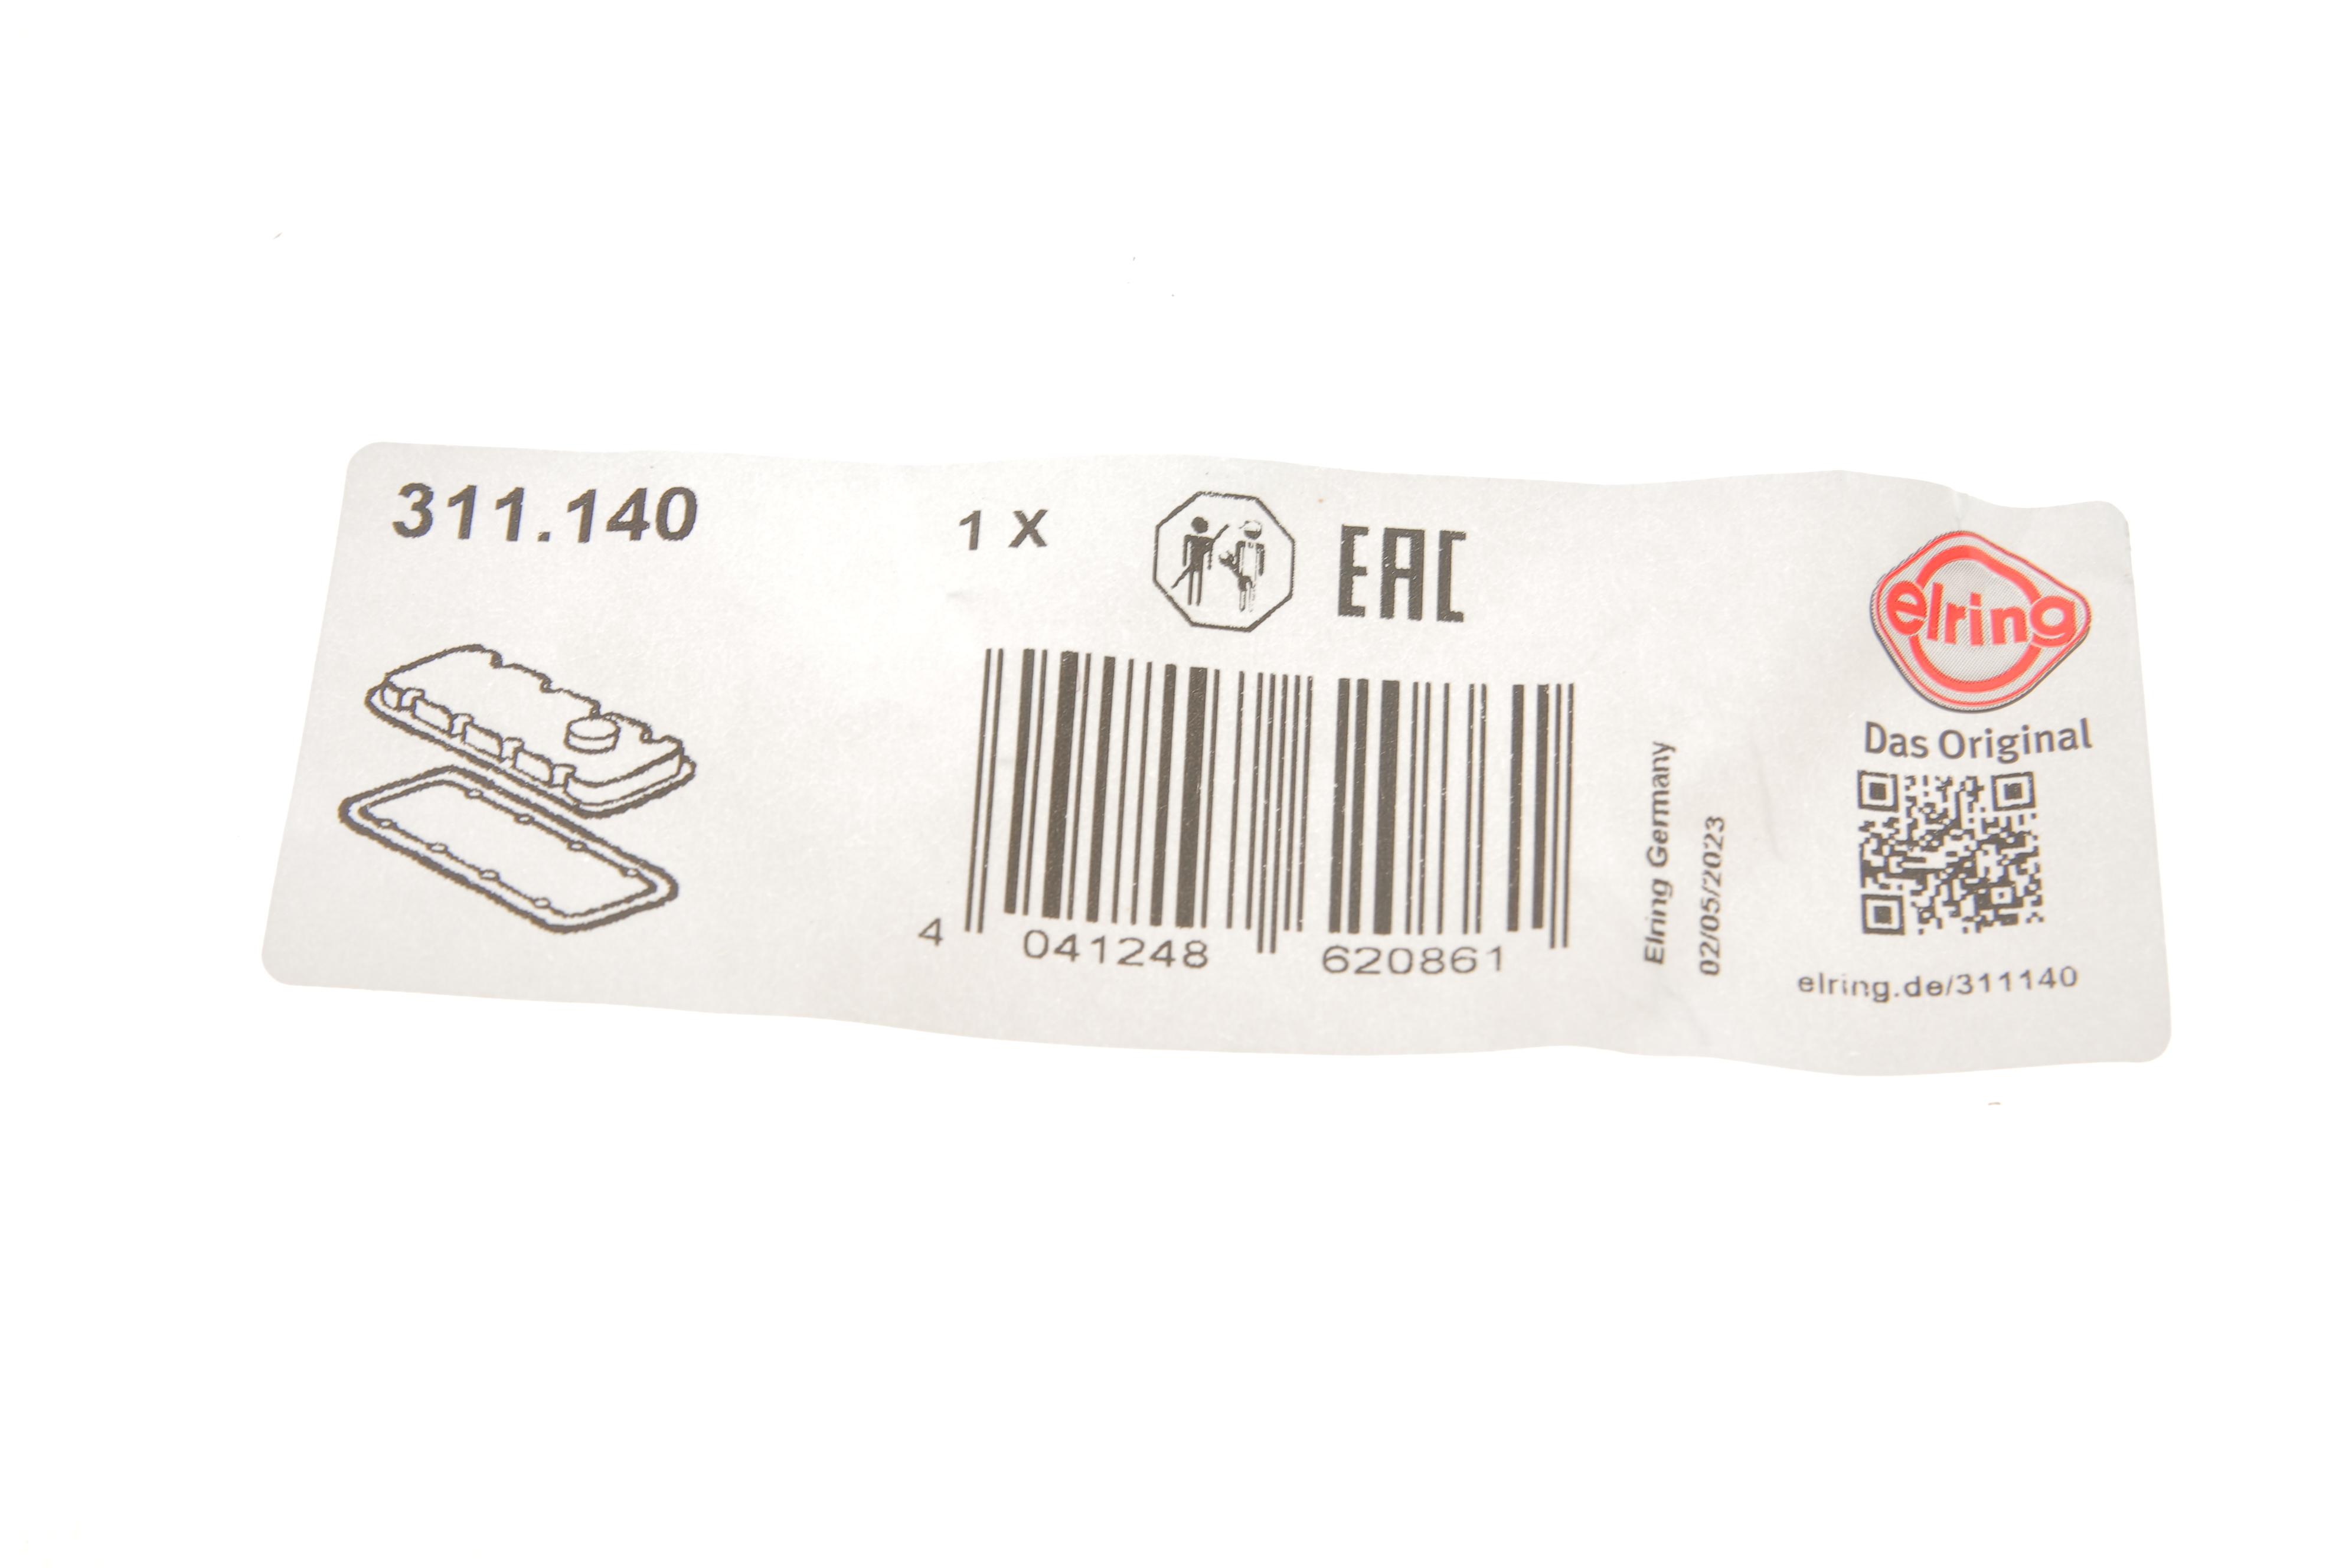 311.140
1 X
EAC
elring
Das Original
4 041248 620861
Elring Germany
02/05/2023
elring.de/311140